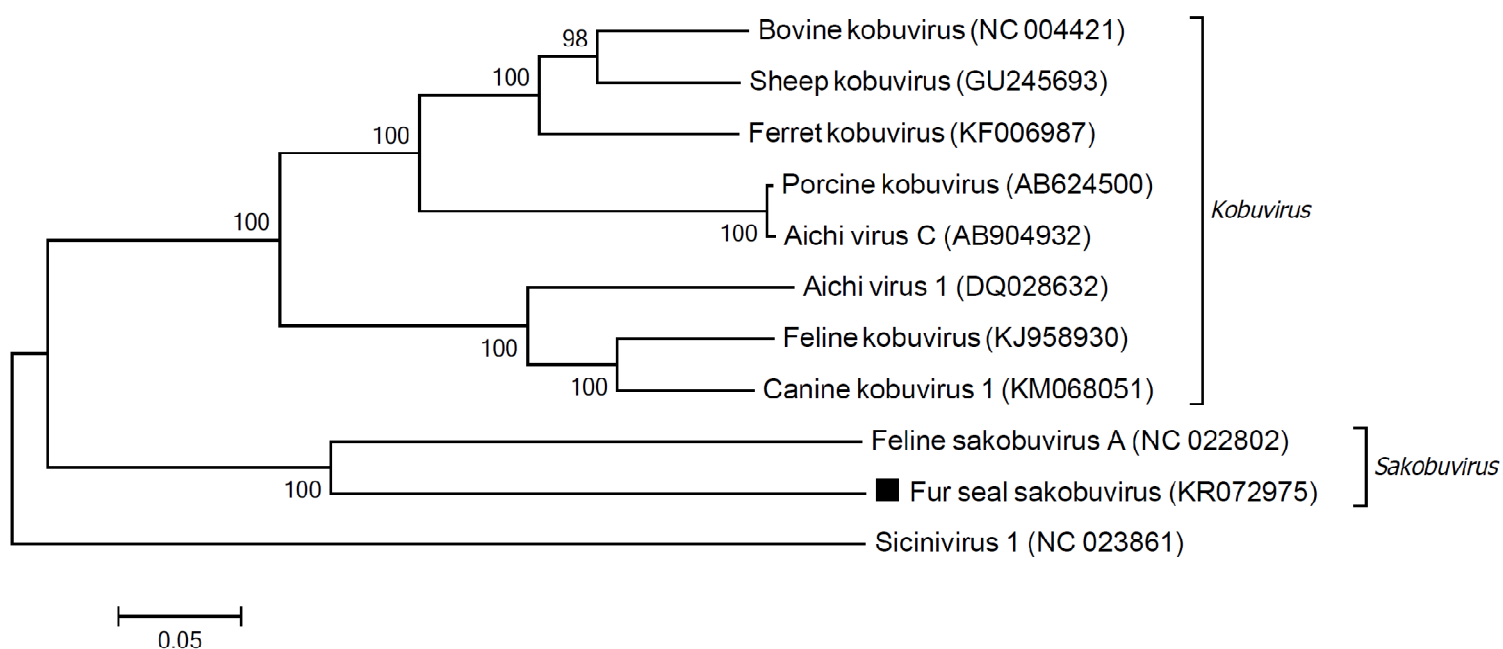 98
Bovine kobuvirus (NC 004421)
100
Sheep kobuvirus (GU245693)
100
Ferret kobuvirus (KF006987)
Porcine kobuvirus (AB624500)
Kobuvirus
100
100
Aichi virus C (AB904932)
Aichi virus 1 (DQ028632)
100
Feline kobuvirus (KJ958930)
100
Canine kobuvirus 1 (KM068051)
Feline sakobuvirus A (NC 022802)
Sakobuvirus
100
Fur seal sakobuvirus (KR072975)
Sicinivirus 1 (NC 023861)
0.05